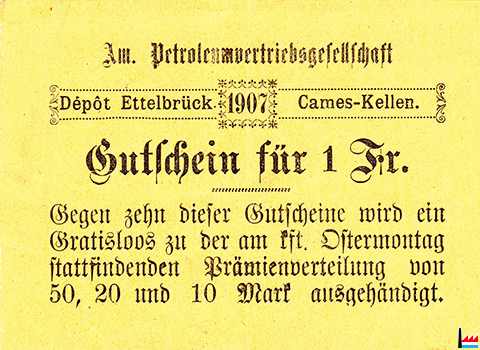 Am. Petroleumvertriebsgesellschaft
Dépôt Ettelbrück. 1907 Cames-Kellen.
Gutschein für 1 Fr.
Gegen zehn dieser Gutscheine wird ein
Gratisloos zu der am kft. Ostermontag
stattfindenden Prämienverteilung von
50, 20 und 10 Mark ausgehändigt.